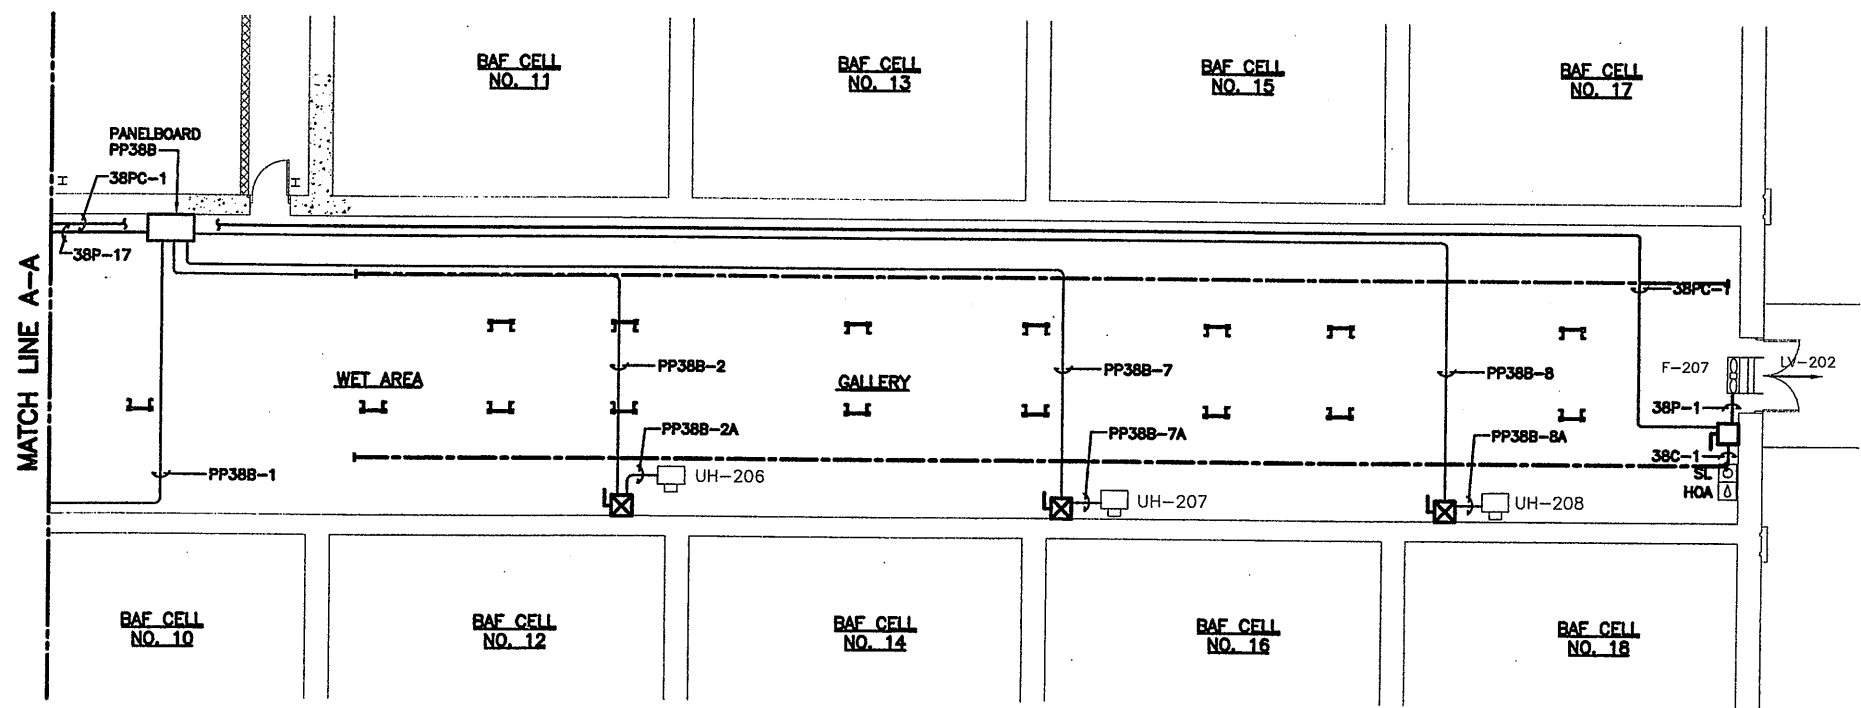 BAF CELL
NO. 11
BAF CELL
NO. 13
BAF CELL
NO. 15
BAF CELL
NO. 17
PANELBOARD
PP38B
38PC-1
38P-17
MATCH LINE A-A
38PC-1
WET AREA
PP38B-2
GALLERY
PP38B-7
PP38B-8
F-207
LV-202
38P-1
PP38B-1
PP38B-2A
UH-206
PP38B-7A
UH-207
PP38B-8A
UH-208
38C-1
SL
HOA
BAF CELL
NO. 10
BAF CELL
NO. 12
BAF CELL
NO. 14
BAF CELL
NO. 16
BAF CELL
NO. 18